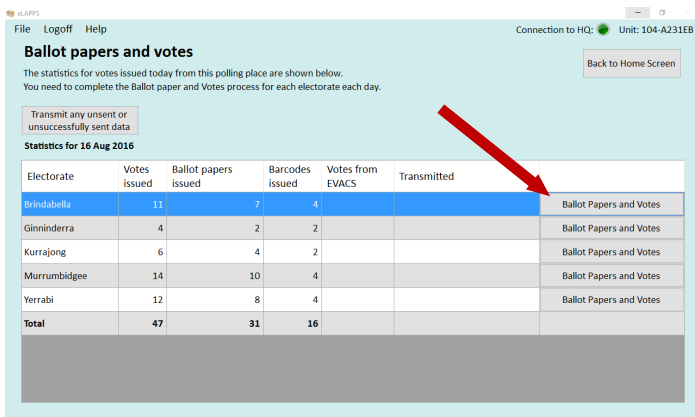 eLAPPS
File Logoff Help Connection to HQ: Unit: 104-A231EB
Ballot papers and votes
Back to Home Screen
The statistics for votes issued today from this polling place are shown below.
You need to complete the Ballot paper and Votes process for each electorate each day.
Transmit any unsent or
unsuccessfully sent data
Statistics for 16 Aug 2016
Electorate Votes issued Ballot papers issued Barcodes issued Votes from EVACS Transmitted
Brindabella 11 7 4 Ballot Papers and Votes
Ginninderra 4 2 2 Ballot Papers and Votes
Kurrajong 6 4 2 Ballot Papers and Votes
Murrumbidgee 14 10 4 Ballot Papers and Votes
Yerrabi 12 8 4 Ballot Papers and Votes
Total 47 31 16